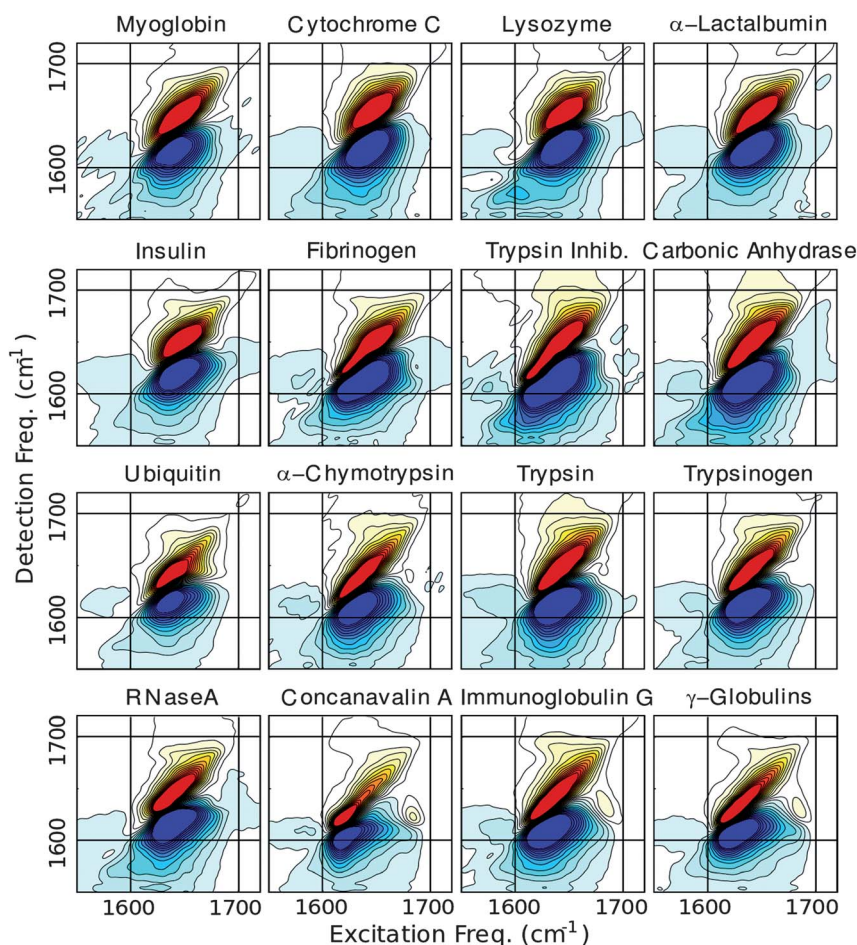 Myoglobin Cytochrome C Lysozyme α−Lactalbumin
1700
1600
Insulin Fibrinogen Trypsin Inhib. Carbonic Anhydrase
1700
1600
Detection Freq. (cm⁻¹)
Ubiquitin α−Chymotrypsin Trypsin Trypsinogen
1700
1600
RNaseA Concanavalin A Immunoglobulin G γ−Globulins
1700
1600
1600 1700 1600 1700 1600 1700 1600 1700
Excitation Freq. (cm⁻¹)